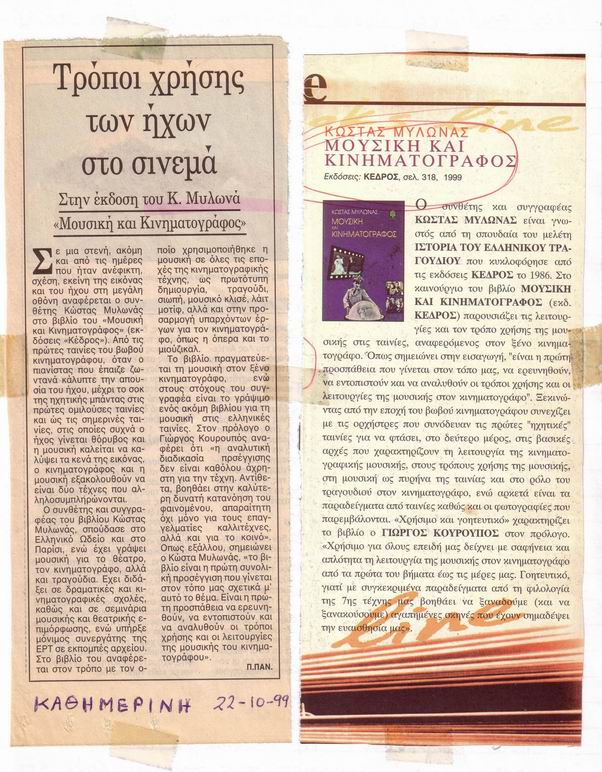 Τρόποι χρήσης
των ήχων
στο σινεμά
Στην έκδοση του Κ. Μυλωνά
«Μουσική και Κινηματογράφος»
Σε μια στενή, ακόμη
και από τις ημέρες
που ήταν ανέφικτη,
σχέση, εκείνη της εικόνας
και του ήχου στη μεγάλη
οθόνη αναφέρεται ο συν-
θέτης Κώστας Μυλωνάς
στο βιβλίο του «Μουσική
και Κινηματογράφος» (εκ-
δόσεις «Κέδρος»). Από τις
πρώτες ταινίες του βωβού
κινηματογράφου, όταν ο
πιανίστας που έπαιζε ζω-
ντανά κάλυπτε την απου-
σία του ήχου, μέχρι το σοκ
της ηχητικής μπάντας στις
πρώτες ομιλούσες ταινίες
και ώς τις σημερινές ται-
νίες, στις οποίες συχνά ο
ήχος γίνεται θόρυβος και
η μουσική καλείται να κα-
λύψει τα κενά της εικόνας,
ο κινηματογράφος και η
μουσική εξακολουθούν να
είναι δύο τέχνες που αλ-
ληλοσυμπληρώνονται.
Ο συνθέτης και συγγρα-
φέας του βιβλίου Κώστας
Μυλωνάς, σπούδασε στο
Ελληνικό Ωδείο και στο
Παρίσι, ενώ έχει γράψει
μουσική για το θέατρο,
τον κινηματογράφο, αλλά
και τραγούδια. Εχει διδά-
ξει σε δραματικές και κι-
νηματογραφικές σχολές,
καθώς και σε σεμινάρια
μουσικής και θεατρικής ε-
πιμόρφωσης, ενώ υπήρξε
μόνιμος συνεργάτης της
ΕΡΤ σε εκπομπές αρχείου.
Στο βιβλίο του αναφέρε-
ται στον τρόπο με τον ο-
ποίο χρησιμοποιήθηκε η
μουσική σε όλες τις επο-
χές της κινηματογραφικής
τέχνης, ως πρωτότυπη
δημιουργία, τραγούδι,
σιωπή, μουσικό κλισέ, λάιτ
μοτίφ, αλλά και στην προ-
σαρμογή υπαρχόντων έρ-
γων για τον κινηματογρά-
φο, όπως η όπερα και το
μιούζικαλ.
Το βιβλίο πραγματεύε-
ται τη μουσική στον ξένο
κινηματογράφο, ενώ
στους στόχους του συγ-
γραφέα είναι το γράψιμο
ενός ακόμη βιβλίου για τη
μουσική στις ελληνικές
ταινίες. Στον πρόλογο ο
Γιώργος Κουρουπός ανα-
φέρει ότι «η αναλυτική
διαδικασία προσέγγισης
δεν είναι καθόλου άχρη-
στη για την τέχνη. Αντίθε-
τα, βοηθάει στην καλύτε-
ρη δυνατή κατανόηση του
φαινομένου, απαραίτητη
όχι μόνο για τους επαγ-
γελματίες καλλιτέχνες,
αλλά και για το κοινό».
Οπως εξάλλου, σημειώνει
ο Κώστα Μυλωνάς, «το βι-
βλίο είναι η πρώτη συνολι-
κή προσέγγιση που γίνεται
στον τόπο μας σχετικά μ'
αυτό το θέμα. Είναι η πρώ-
τη προσπάθεια να ερευνη-
θούν, να εντοπιστούν και
να αναλυθούν οι τρόποι
χρήσης και οι λειτουργίες
της μουσικής του κινημα-
τογράφου».
Π.ΠΑΝ.
ΚΑΘΗΜΕΡΙΝΗ 22-10-99
e
line
ΚΩΣΤΑΣ ΜΥΛΩΝΑΣ
ΜΟΥΣΙΚΗ ΚΑΙ
ΚΙΝΗΜΑΤΟΓΡΑΦΟΣ
Εκδόσεις: ΚΕΔΡΟΣ, σελ. 318, 1999
ΚΩΣΤΑΣ ΜΥΛΩΝΑΣ
ΜΟΥΣΙΚΗ
ΚΑΙ
ΚΙΝΗΜΑΤΟΓΡΑΦΟΣ
Ο συνθέτης και συγγραφέας
ΚΩΣΤΑΣ ΜΥΛΩΝΑΣ είναι γνω-
στός από τη σπουδαία του μελέτη
ΙΣΤΟΡΙΑ ΤΟΥ ΕΛΛΗΝΙΚΟΥ ΤΡΑ-
ΓΟΥΔΙΟΥ που κυκλοφόρησε από
τις εκδόσεις ΚΕΔΡΟ το 1986. Στο
καινούργιο του βιβλίο ΜΟΥΣΙΚΗ
ΚΑΙ ΚΙΝΗΜΑΤΟΓΡΑΦΟΣ (εκδ.
ΚΕΔΡΟΣ) παρουσιάζει τις λειτουρ-
γίες και τον τρόπο χρήσης της μου-
σικής στις ταινίες, αναφερόμενος στον ξένο κινημα-
τογράφο. Όπως σημειώνει στην εισαγωγή, "είναι η πρώτη
προσπάθεια που γίνεται στον τόπο μας, να ερευνηθούν,
να εντοπιστούν και να αναλυθούν οι τρόποι χρήσης και οι
λειτουργίες της μουσικής στον κινηματογράφο". Ξεκινώ-
ντας από την εποχή του βωβού κινηματογράφου συνεχίζει
με τις ορχήστρες που συνόδευαν τις πρώτες "ηχητικές"
ταινίες για να φτάσει, στο δεύτερο μέρος, στις βασικές
αρχές που χαρακτηρίζουν τη λειτουργία της κινηματο-
γραφικής μουσικής, στους τρόπους χρήσης της μουσικής,
στη μουσική ως πυρήνα της ταινίας και στο ρόλο του
τραγουδιού στον κινηματογράφο, ενώ αρκετά είναι τα
παραδείγματα από ταινίες καθώς και οι φωτογραφίες που
παρεμβάλονται. «Χρήσιμο και γοητευτικό» χαρακτηρίζει
το βιβλίο ο ΓΙΩΡΓΟΣ ΚΟΥΡΟΥΠΟΣ στον πρόλογο.
«Χρήσιμο για όλους επειδή μας δείχνει με σαφήνεια και
απλότητα τη λειτουργία της μουσικής στον κινηματογράφο
από τα πρώτα του βήματα έως τις μέρες μας. Γοητευτικό,
γιατί με συγκεκριμένα παραδείγματα από τη φιλολογία
της 7ης τέχνης μας βοηθάει να ξαναδούμε (και να
ξανακούσουμε) αγαπημένες σκηνές που έχουν σημαδέψει
την ευαισθησία μας».
line